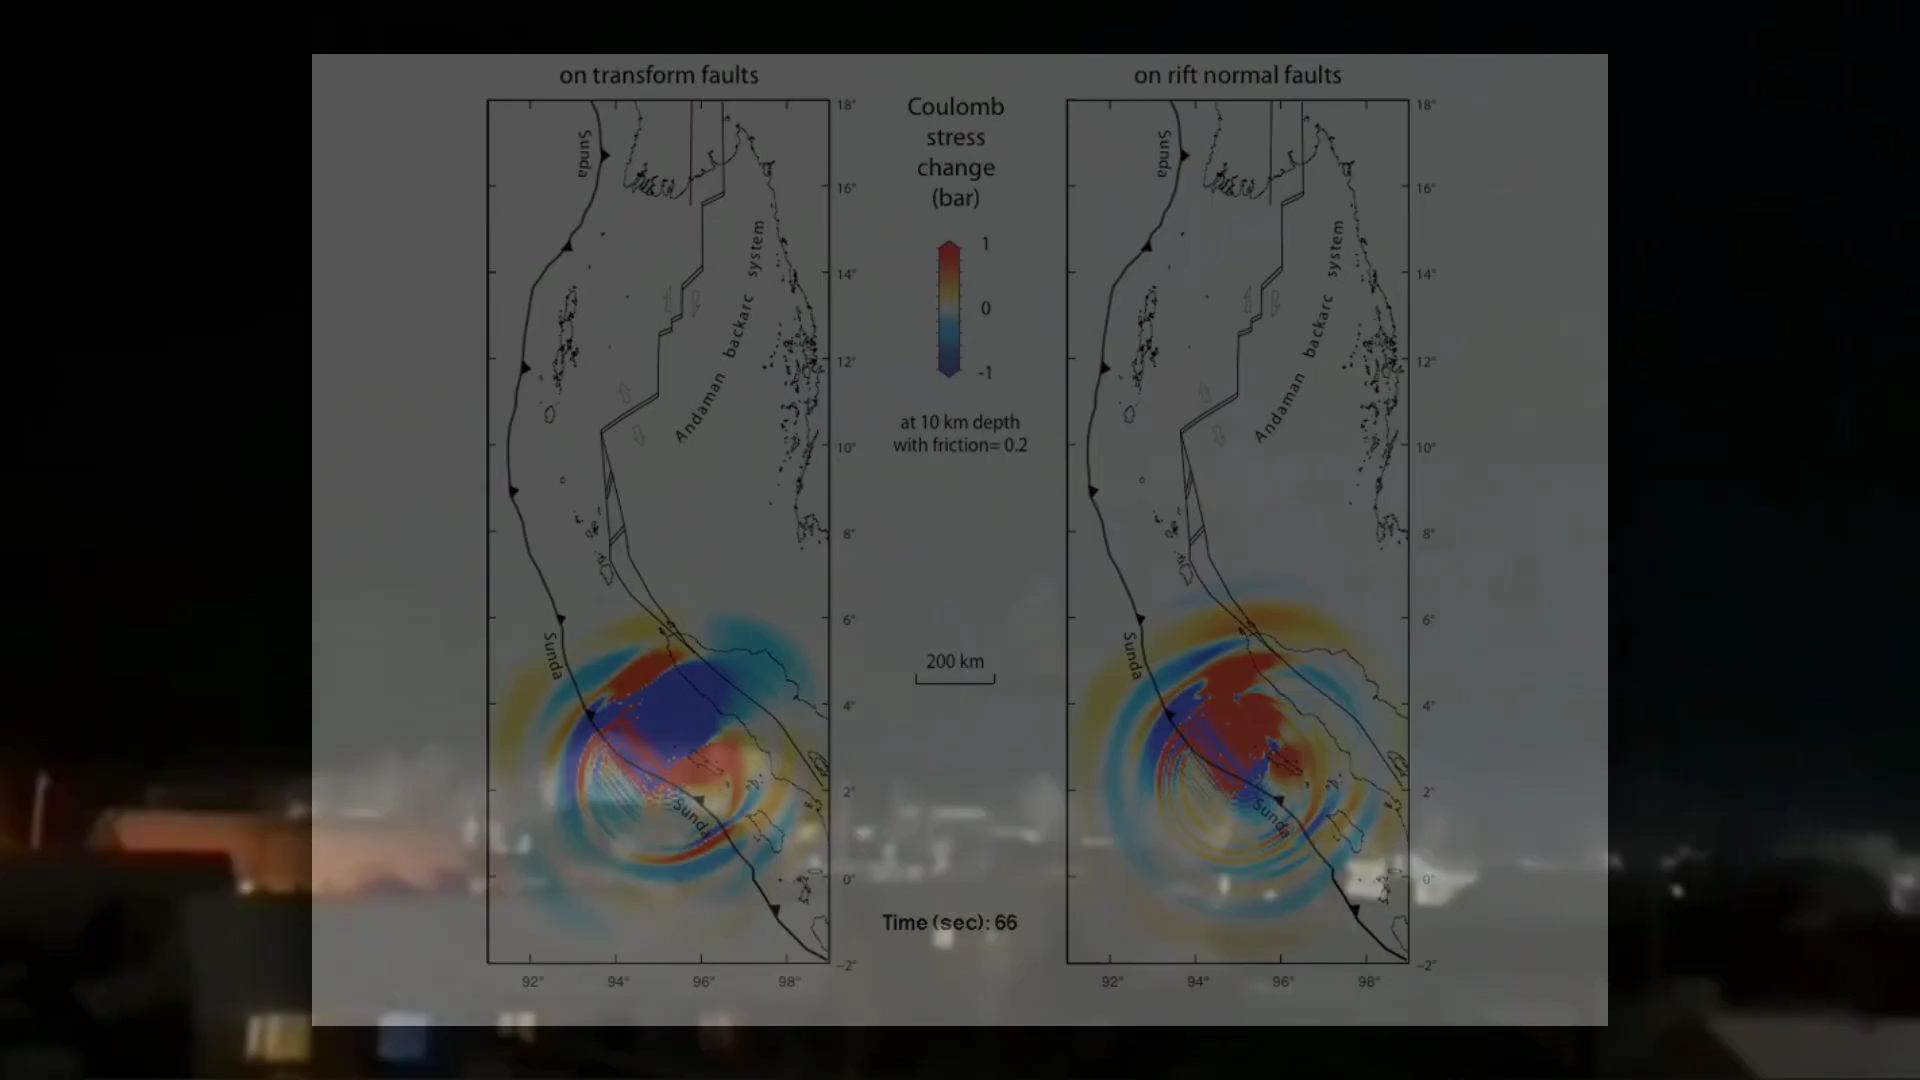 on transform faults
on rift normal faults
Coulomb
stress
change
(bar)
1
0
-1
at 10 km depth
with friction= 0.2
200 km
Time (sec): 66
Sunda
Andaman backarc system
Sunda
Sunda
18°
16°
14°
12°
10°
8°
6°
4°
2°
0°
-2°
92°
94°
96°
98°
Sunda
Andaman backarc system
Sunda
Sunda
18°
16°
14°
12°
10°
8°
6°
4°
2°
0°
-2°
92°
94°
96°
98°